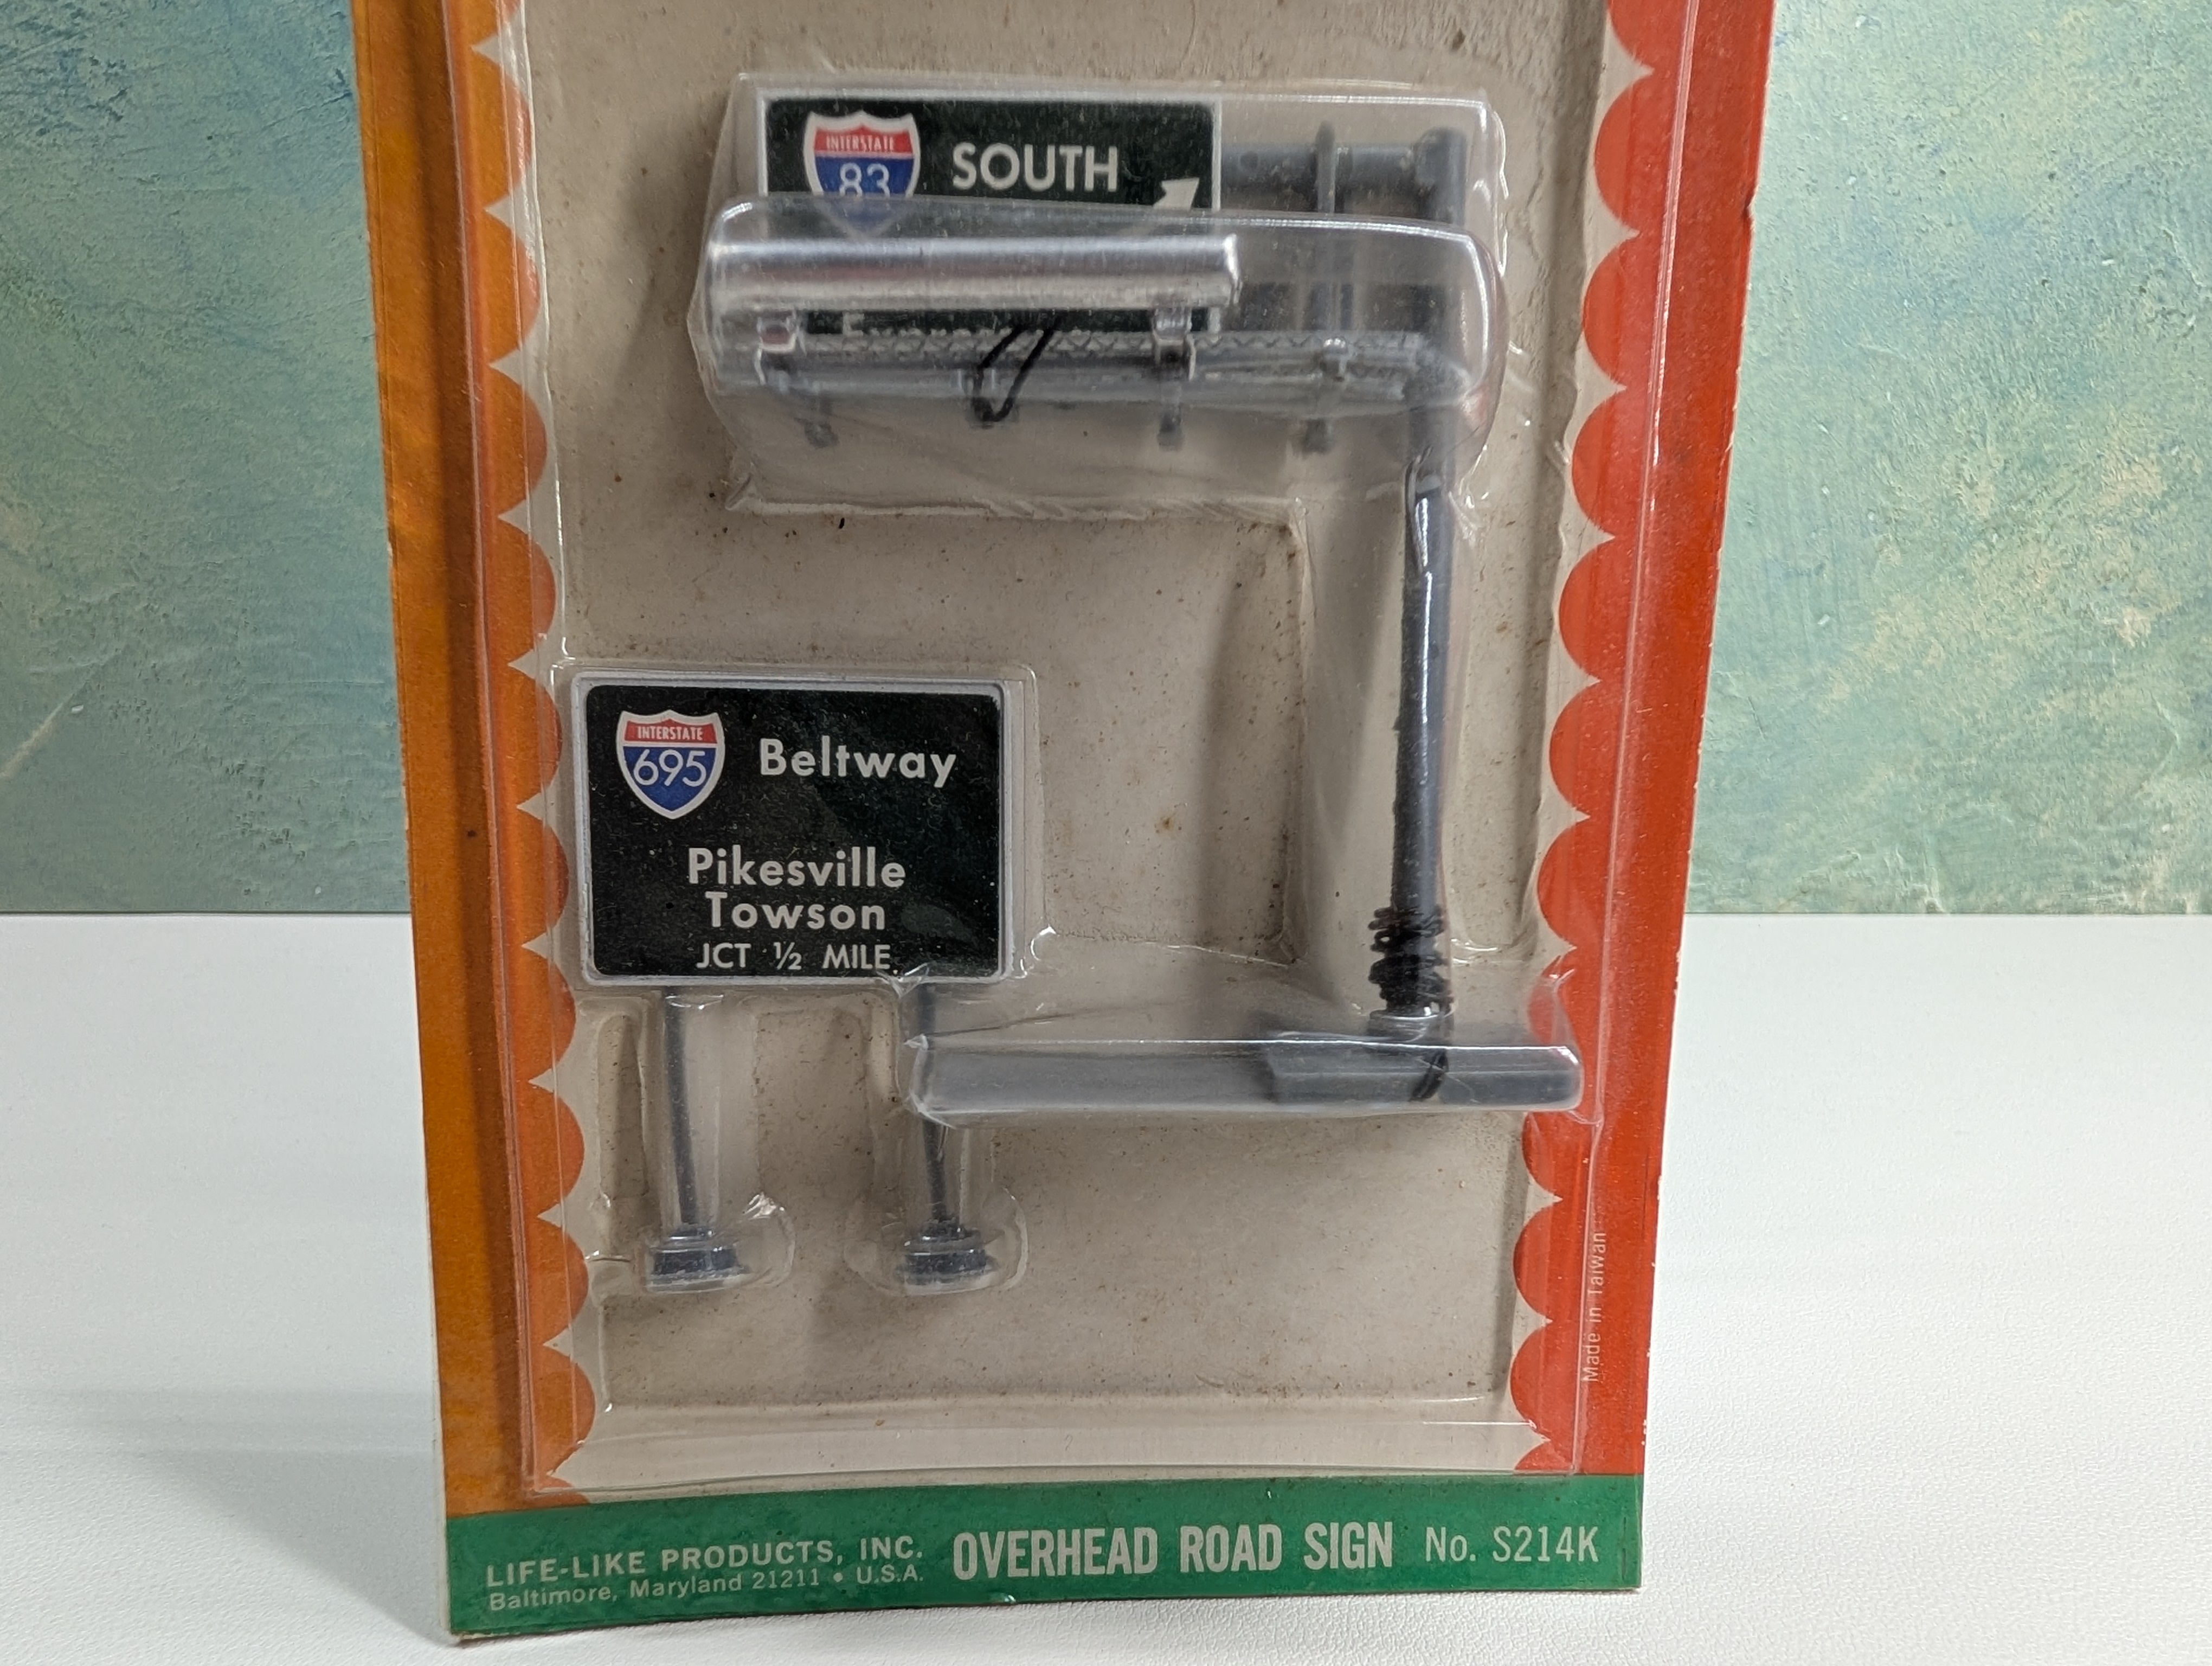 INTERSTATE
83
SOUTH
INTERSTATE
695
Beltway
Pikesville
Towson
JCT ½ MILE
Made in Taiwan
LIFE-LIKE PRODUCTS, INC.
Baltimore, Maryland 21211 • U.S.A.
OVERHEAD ROAD SIGN No. S214K